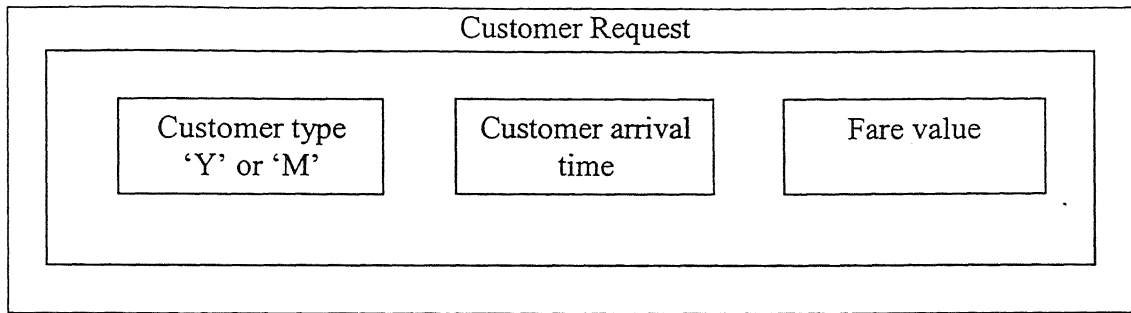 Customer Request
Customer type
‘Y’ or ‘M’
Customer arrival
time
Fare value